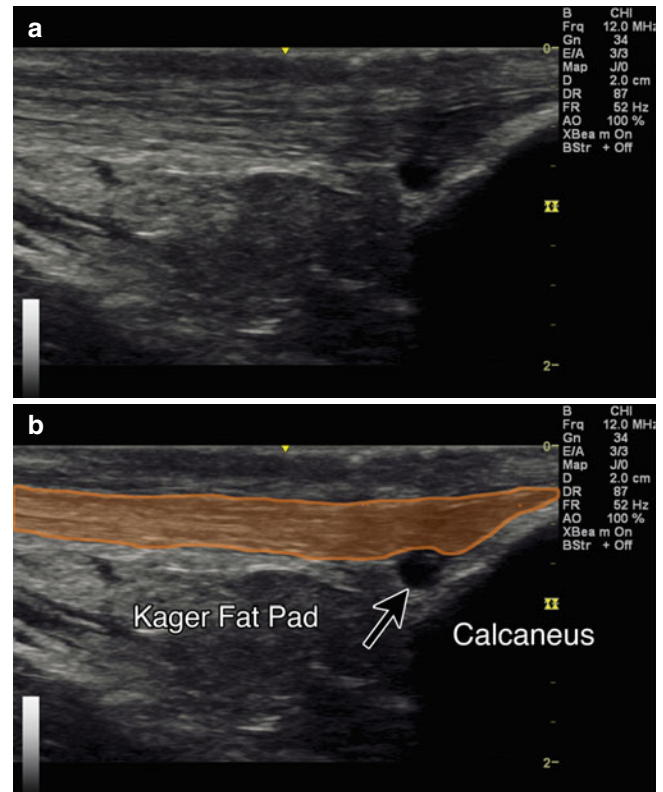 a
B CHI
Frq 12.0 MHz
Gn 34
E/A 3/3
Map J/0
D 2.0 cm
DR 87
FR 52 Hz
AO 100 %
XBeam On
BStr + Off
0
2
b
B CHI
Frq 12.0 MHz
Gn 34
E/A 3/3
Map J/0
D 2.0 cm
DR 87
FR 52 Hz
AO 100 %
XBeam On
BStr + Off
0
Kager Fat Pad
Calcaneus
2